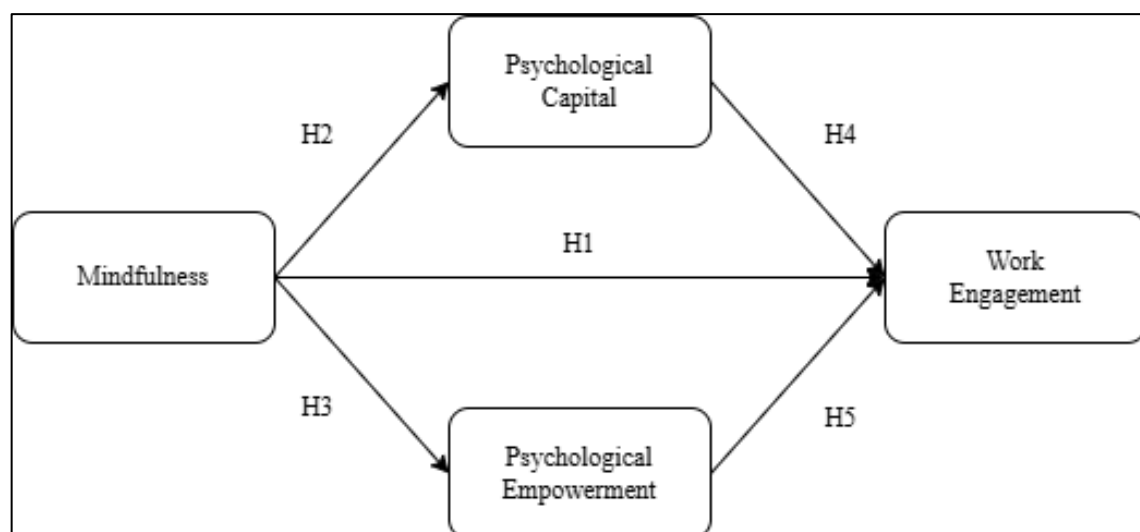 Psychological
Capital
H2
H4
H1
Mindfulness
Work
Engagement
H3
H5
Psychological
Empowerment